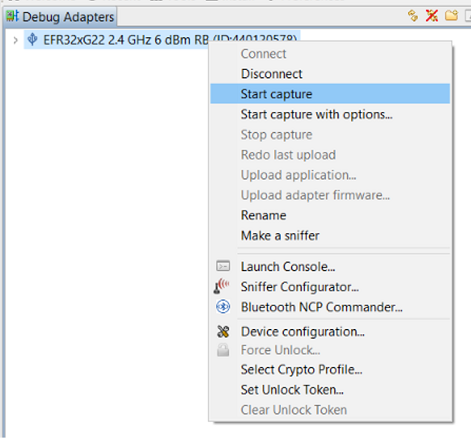 Debug Adapters
EFR32xG22 2.4 GHz 6 dBm RB (ID:440120578)
Connect
Disconnect
Start capture
Start capture with options...
Stop capture
Redo last upload
Upload application...
Upload adapter firmware...
Rename
Make a sniffer
Launch Console...
Sniffer Configurator...
Bluetooth NCP Commander...
Device configuration...
Force Unlock...
Select Crypto Profile...
Set Unlock Token...
Clear Unlock Token